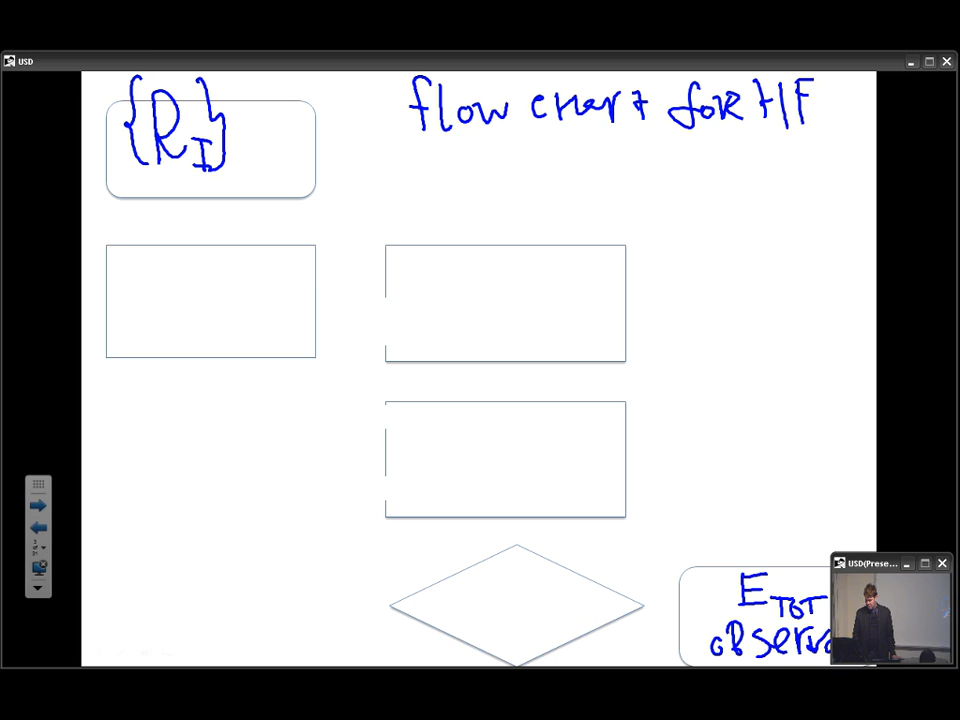 USD
{R_I}
flow chart for HF
USD(Prese...
E_TOT
observa